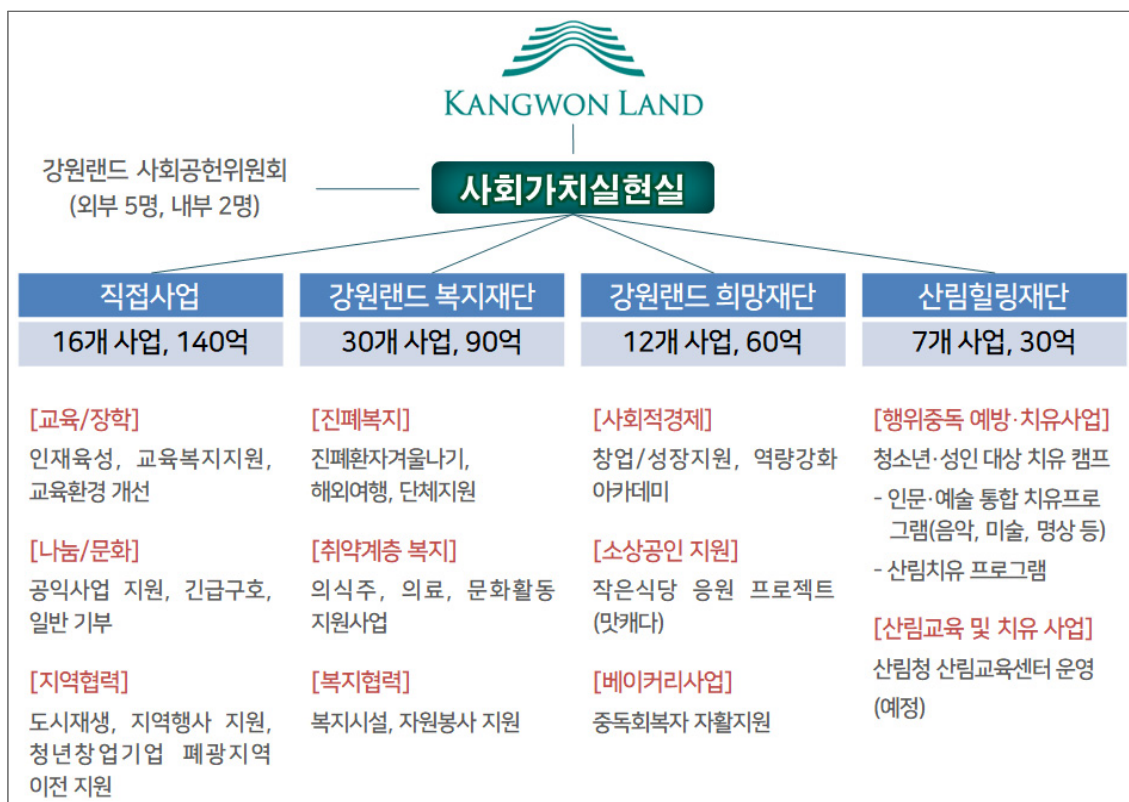 KANGWON LAND
강원랜드 사회공헌위원회
(외부 5명, 내부 2명)
사회가치실현실
직접사업
16개 사업, 140억
[교육/장학]
인재육성, 교육복지지원,
교육환경 개선
[나눔/문화]
공익사업 지원, 긴급구호,
일반 기부
[지역협력]
도시재생, 지역행사 지원,
청년창업기업 폐광지역
이전 지원
강원랜드 복지재단
30개 사업, 90억
[진폐복지]
진폐환자겨울나기,
해외여행, 단체지원
[취약계층 복지]
의식주, 의료, 문화활동
지원사업
[복지협력]
복지시설, 자원봉사 지원
강원랜드 희망재단
12개 사업, 60억
[사회적경제]
창업/성장지원, 역량강화
아카데미
[소상공인 지원]
작은식당 응원 프로젝트
(맛캐다)
[베이커리사업]
중독회복자 자활지원
산림힐링재단
7개 사업, 30억
[행위중독 예방·치유사업]
청소년·성인 대상 치유 캠프
- 인문·예술 통합 치유프로
그램(음악, 미술, 명상 등)
- 산림치유 프로그램
[산림교육 및 치유 사업]
산림청 산림교육센터 운영
(예정)